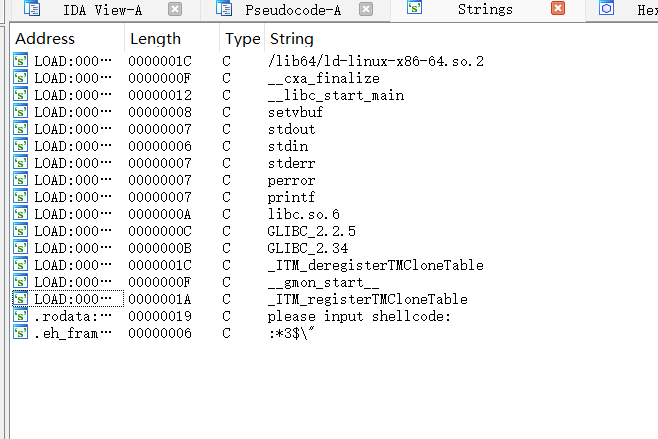 IDA View-A Pseudocode-A Strings Hex
Address Length Type String
LOAD:000… 0000001C C /lib64/ld-linux-x86-64.so.2
LOAD:000… 0000000F C __cxa_finalize
LOAD:000… 00000012 C __libc_start_main
LOAD:000… 00000008 C setvbuf
LOAD:000… 00000007 C stdout
LOAD:000… 00000006 C stdin
LOAD:000… 00000007 C stderr
LOAD:000… 00000007 C perror
LOAD:000… 00000007 C printf
LOAD:000… 0000000A C libc.so.6
LOAD:000… 0000000C C GLIBC_2.2.5
LOAD:000… 0000000B C GLIBC_2.34
LOAD:000… 0000001C C _ITM_deregisterTMCloneTable
LOAD:000… 0000000F C __gmon_start__
LOAD:000… 0000001A C _ITM_registerTMCloneTable
.rodata:… 00000019 C please input shellcode:
.eh_fram… 00000006 C :*3$\"